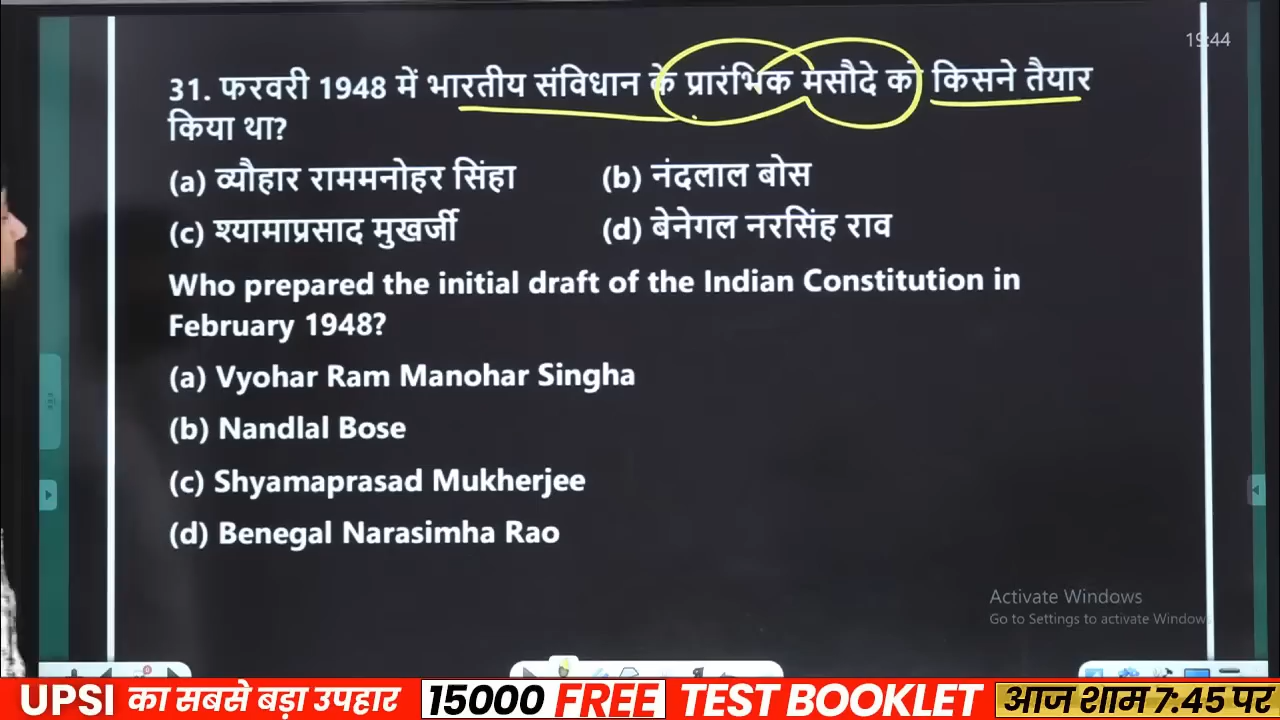 19:44
31. फरवरी 1948 में भारतीय संविधान के प्रारंभिक मसौदे को किसने तैयार
किया था?
(a) व्यौहार राममनोहर सिंहा (b) नंदलाल बोस
(c) श्यामाप्रसाद मुखर्जी (d) बेनेगल नरसिंह राव
Who prepared the initial draft of the Indian Constitution in
February 1948?
(a) Vyohar Ram Manohar Singha
(b) Nandlal Bose
(c) Shyamaprasad Mukherjee
(d) Benegal Narasimha Rao
Activate Windows
Go to Settings to activate Windows
UPSI का सबसे बड़ा उपहार 15000 FREE TEST BOOKLET आज शाम 7:45 पर